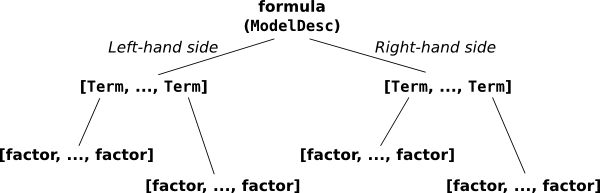 formula
(ModelDesc)
Left-hand side
Right-hand side
[Term, ..., Term]
[Term, ..., Term]
[factor, ..., factor]
[factor, ..., factor]
[factor, ..., factor]
[factor, ..., factor]